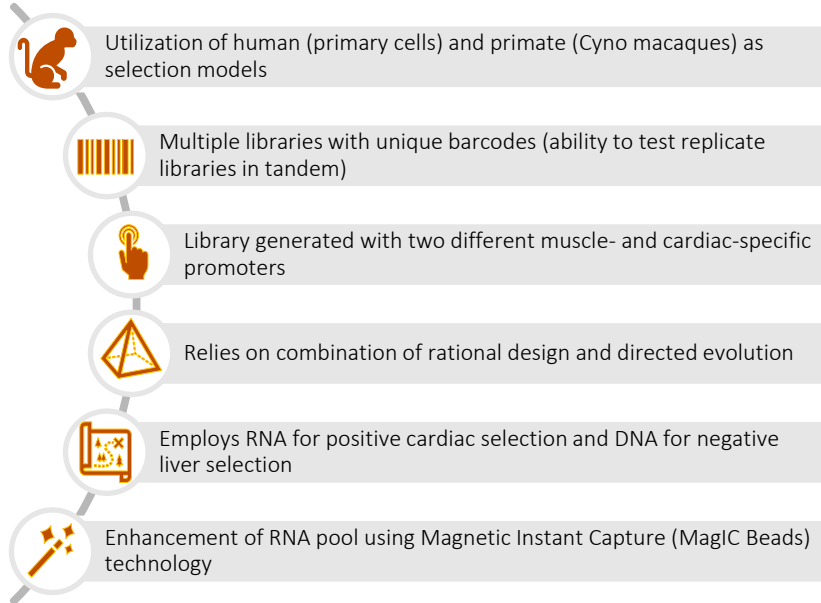 Utilization of human (primary cells) and primate (Cyno macaques) as
selection models
Multiple libraries with unique barcodes (ability to test replicate
libraries in tandem)
Library generated with two different muscle- and cardiac-specific
promoters
Relies on combination of rational design and directed evolution
Employs RNA for positive cardiac selection and DNA for negative
liver selection
Enhancement of RNA pool using Magnetic Instant Capture (MagIC Beads)
technology